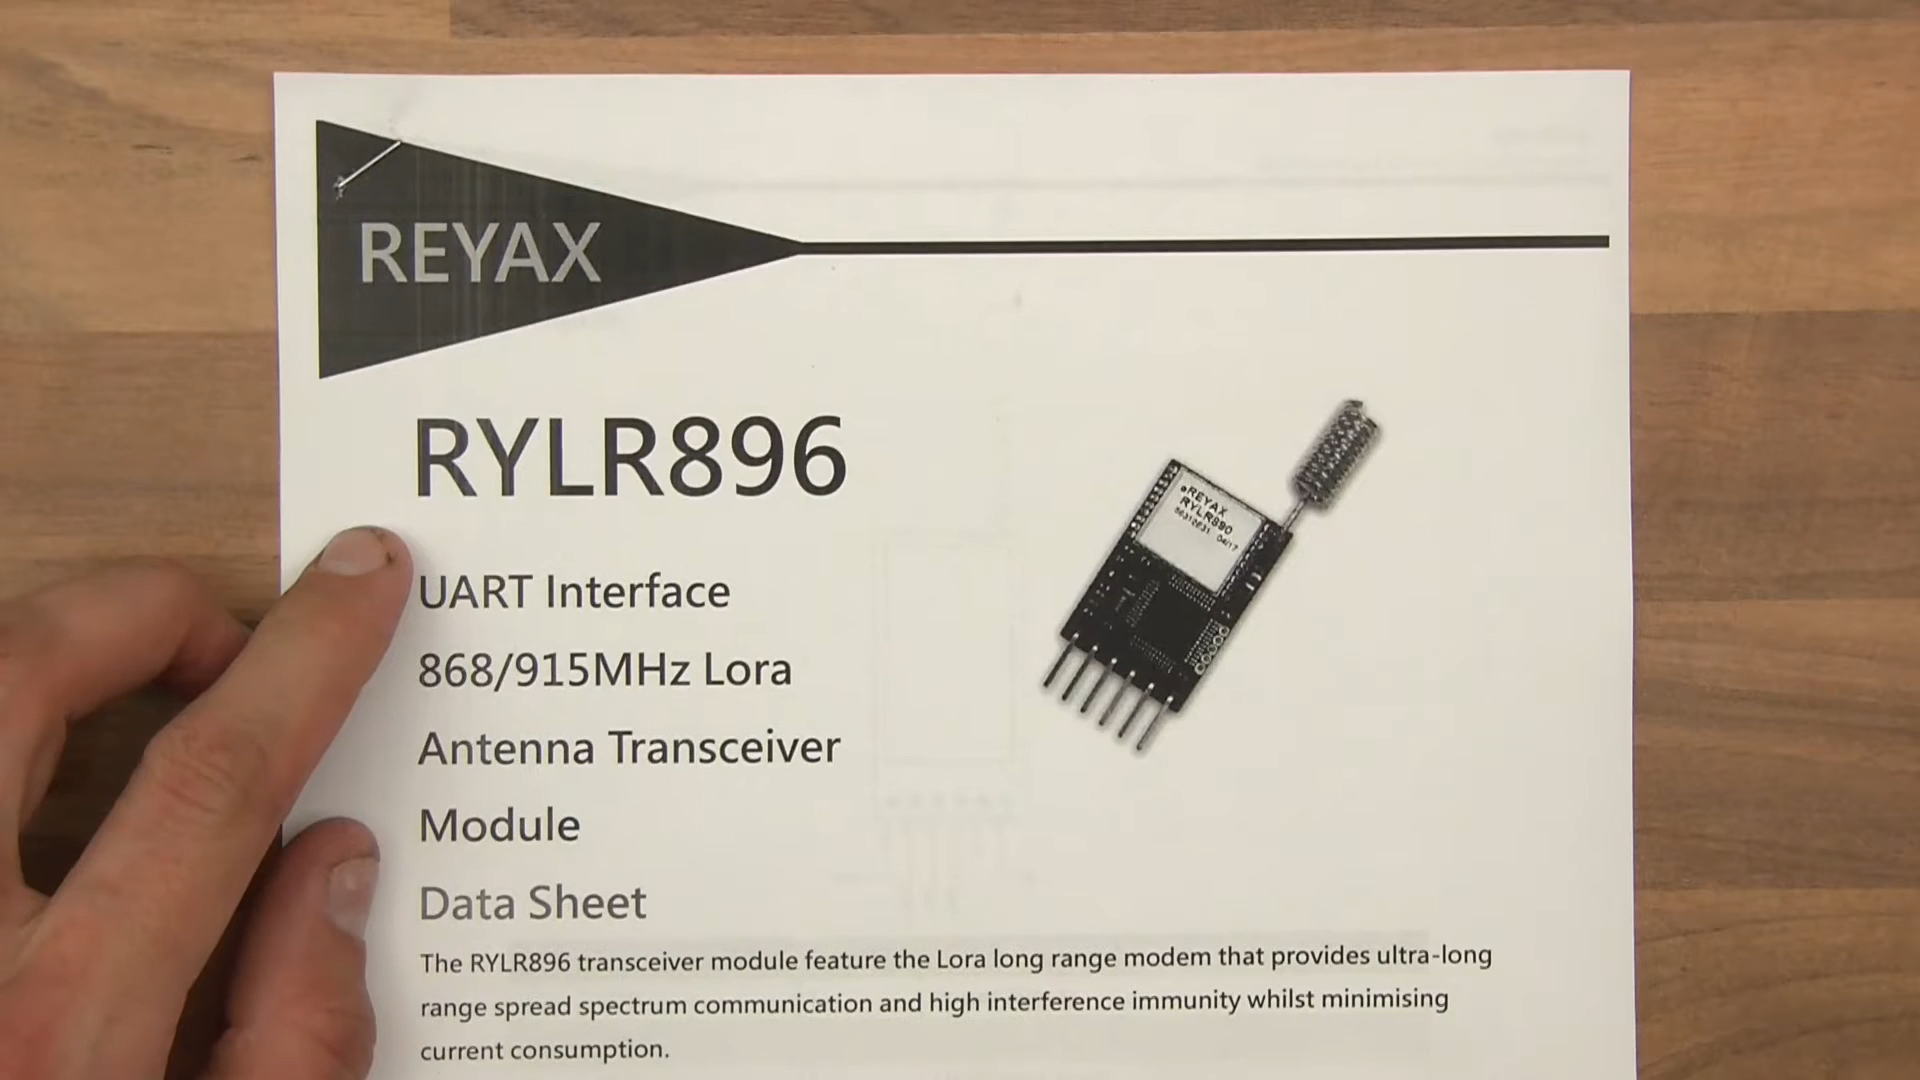 REYAX
RYLR896
REYAX
RYLR890
UART Interface
868/915MHz Lora
Antenna Transceiver
Module
Data Sheet
The RYLR896 transceiver module feature the Lora long range modem that provides ultra-long
range spread spectrum communication and high interference immunity whilst minimising
current consumption.